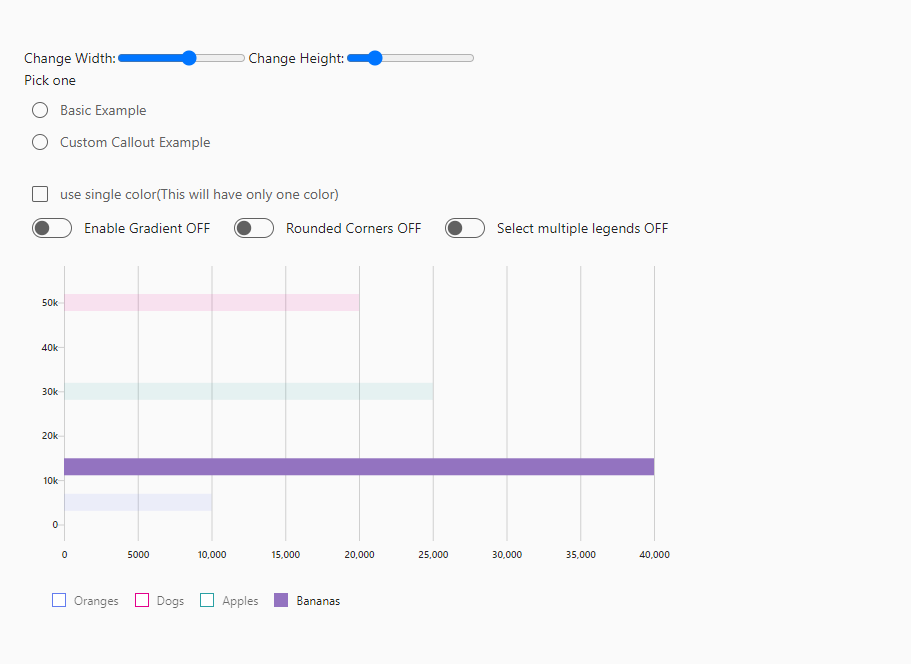 Change Width: Change Height:
Pick one
Basic Example
Custom Callout Example
use single color(This will have only one color)
Enable Gradient OFF Rounded Corners OFF Select multiple legends OFF
50k
40k
30k
20k
10k
0
0 5000 10,000 15,000 20,000 25,000 30,000 35,000 40,000
Oranges Dogs Apples Bananas